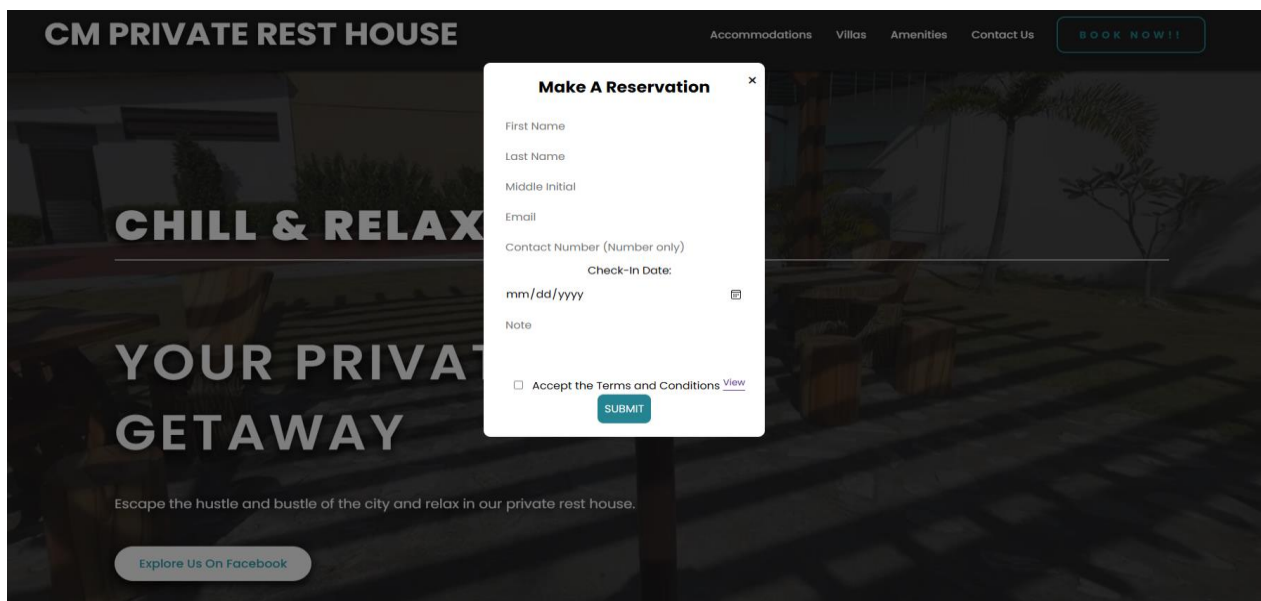 CM PRIVATE REST HOUSE
Accommodations Villas Amenities Contact Us BOOK NOW!!
Make A Reservation ×
First Name
Last Name
Middle Initial
Email
Contact Number (Number only)
Check-In Date:
mm/dd/yyyy
Note
Accept the Terms and Conditions View
SUBMIT
CHILL & RELAX
YOUR
GETAWAY
Escape the hustle and bustle of the city and relax in our private rest house.
Explore Us On Facebook